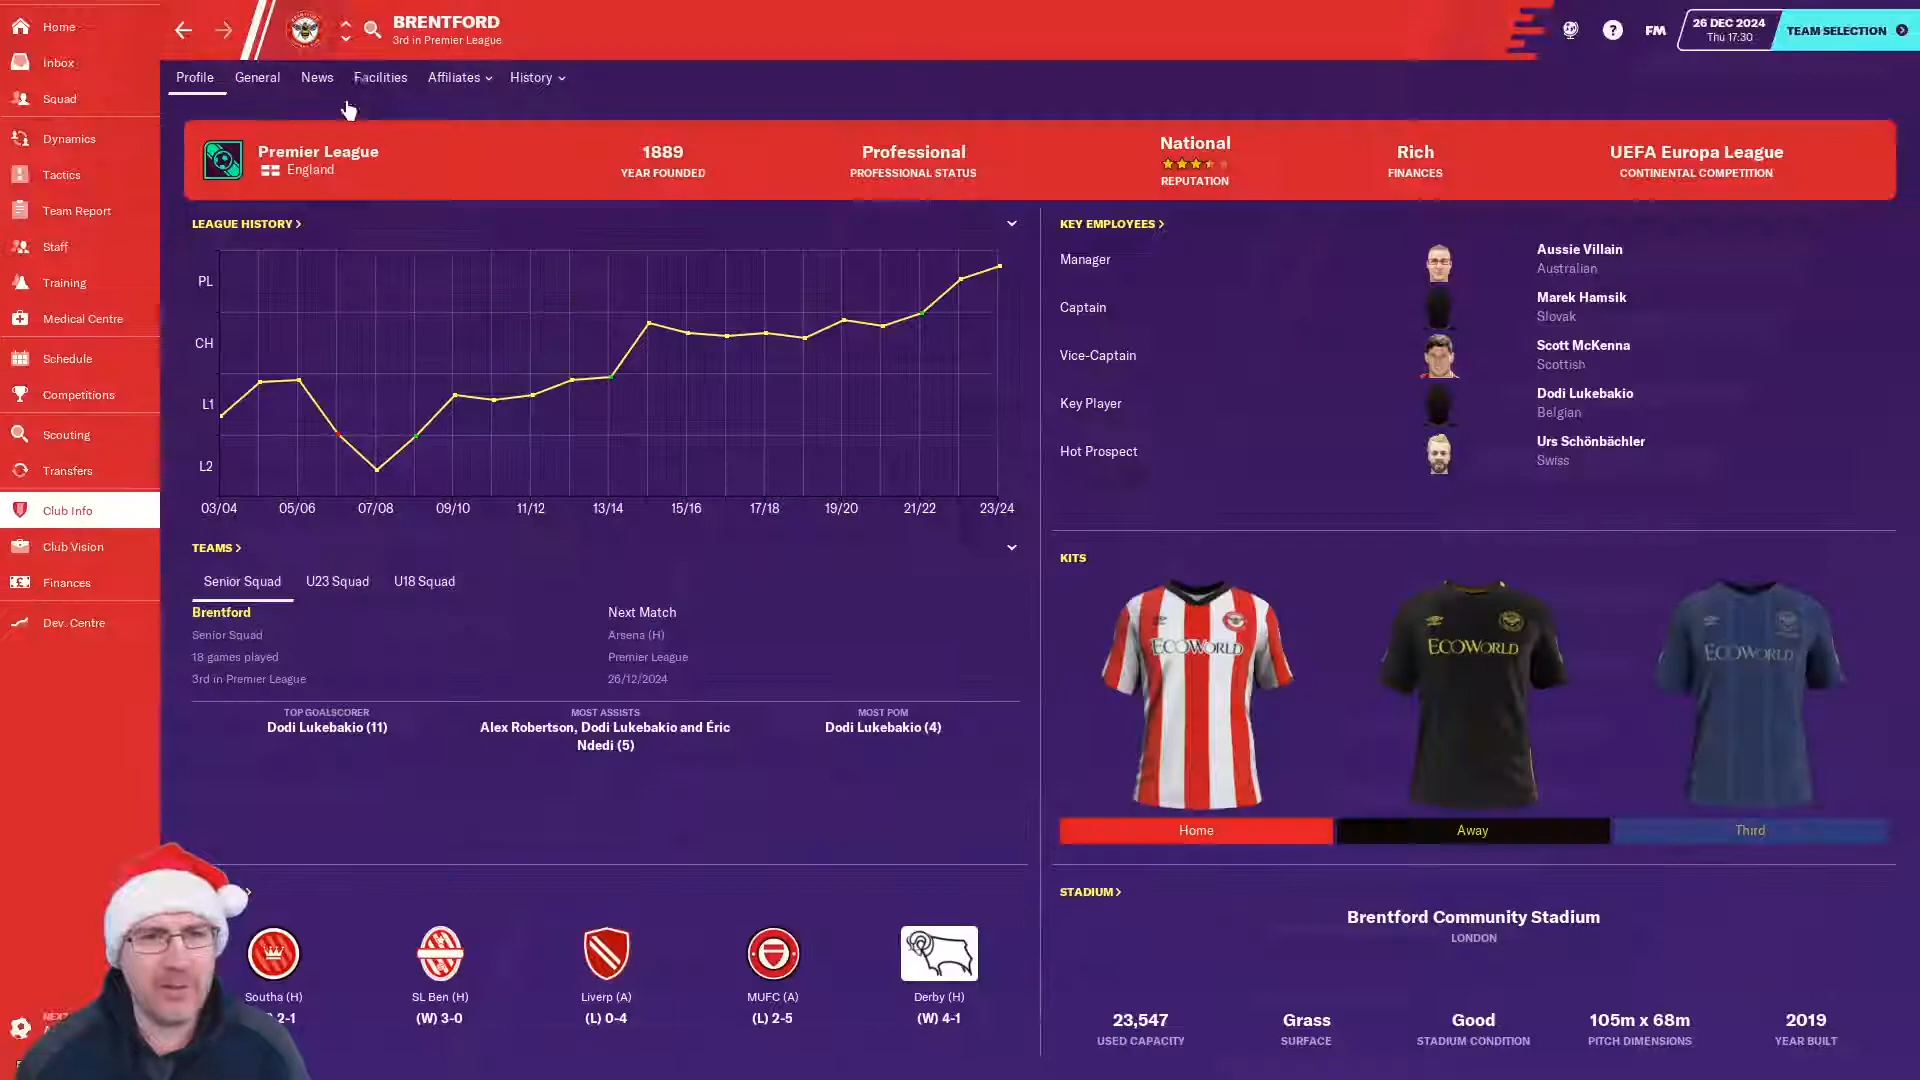 BRENTFORD
3rd in Premier League
?
FM
26 DEC 2024
Thu 17:30
TEAM SELECTION
Home
Inbox
Squad
Dynamics
Tactics
Team Report
Staff
Training
Medical Centre
Schedule
Competitions
Scouting
Transfers
Club Info
Club Vision
Finances
Dev. Centre
Profile
General
News
Facilities
Affiliates
History
Premier League
England
1889
YEAR FOUNDED
Professional
PROFESSIONAL STATUS
National
REPUTATION
Rich
FINANCES
UEFA Europa League
CONTINENTAL COMPETITION
LEAGUE HISTORY >
PL
CH
L1
L2
03/04 05/06 07/08 09/10 11/12 13/14 15/16 17/18 19/20 21/22 23/24
TEAMS >
Senior Squad
U23 Squad
U18 Squad
Brentford
Senior Squad
18 games played
3rd in Premier League
Next Match
Arsena (H)
Premier League
26/12/2024
TOP GOALSCORER
Dodi Lukebakio (11)
MOST ASSISTS
Alex Robertson, Dodi Lukebakio and Éric
Ndedi (5)
MOST POM
Dodi Lukebakio (4)
Southa (H)
2-1
SL Ben (H)
(W) 3-0
Liverp (A)
(L) 0-4
MUFC (A)
(L) 2-5
Derby (H)
(W) 4-1
KEY EMPLOYEES >
Manager
Aussie Villain
Australian
Captain
Marek Hamsik
Slovak
Vice-Captain
Scott McKenna
Scottish
Key Player
Dodi Lukebakio
Belgian
Hot Prospect
Urs Schönbächler
Swiss
KITS
ECOWORLD
ECOWORLD
ECOWORLD
Home
Away
Third
STADIUM >
Brentford Community Stadium
LONDON
23,547
USED CAPACITY
Grass
SURFACE
Good
STADIUM CONDITION
105m x 68m
PITCH DIMENSIONS
2019
YEAR BUILT